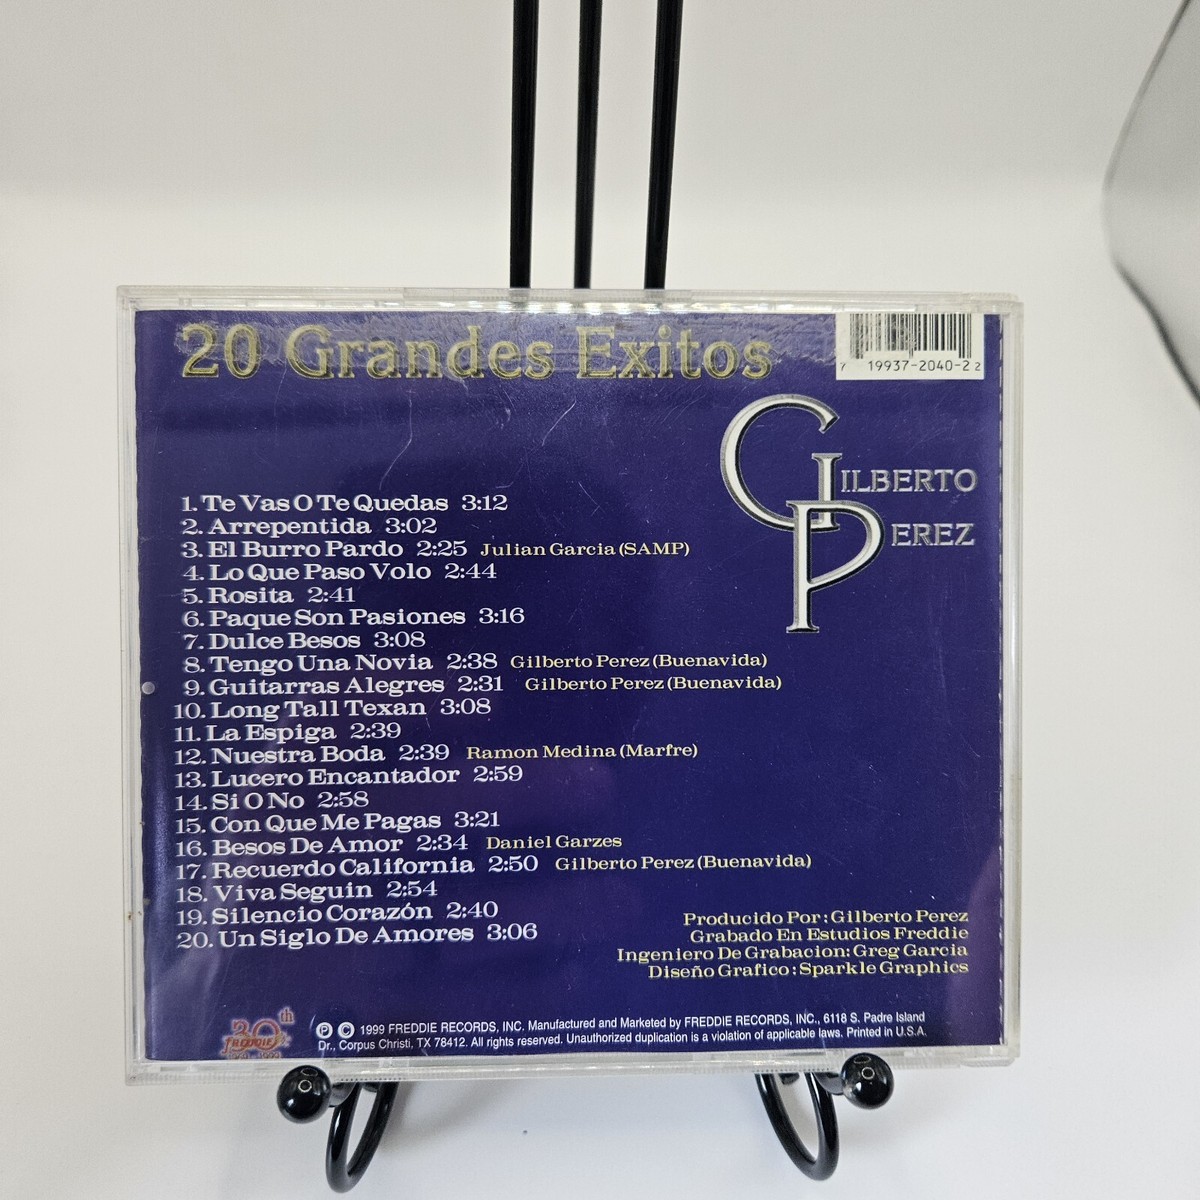 20 Grandes Exitos
Y 19937-2040-2 2
GILBERTO
PEREZ
1. Te Vas O Te Quedas 3:12
2. Arrepentida 3:02
3. El Burro Pardo 2:25 Julian Garcia (SAMP)
4. Lo Que Paso Volo 2:44
5. Rosita 2:41
6. Paque Son Pasiones 3:16
7. Dulce Besos 3:08
8. Tengo Una Novia 2:38 Gilberto Perez (Buenavida)
9. Guitarras Alegres 2:31 Gilberto Perez (Buenavida)
10. Long Tall Texan 3:08
11. La Espiga 2:39
12. Nuestra Boda 2:39 Ramon Medina (Marfre)
13. Lucero Encantador 2:59
14. Si O No 2:58
15. Con Que Me Pagas 3:21
16. Besos De Amor 2:34 Daniel Garzes
17. Recuerdo California 2:50 Gilberto Perez (Buenavida)
18. Viva Seguin 2:54
19. Silencio Corazón 2:40
20. Un Siglo De Amores 3:06
Producido Por: Gilberto Perez
Grabado En Estudios Freddie
Ingeniero De Grabacion: Greg Garcia
Diseño Grafico: Sparkle Graphics
30th
FREDDIE
℗ © 1999 FREDDIE RECORDS, INC. Manufactured and Marketed by FREDDIE RECORDS, INC., 6118 S. Padre Island
Dr., Corpus Christi, TX 78412. All rights reserved. Unauthorized duplication is a violation of applicable laws. Printed in U.S.A.